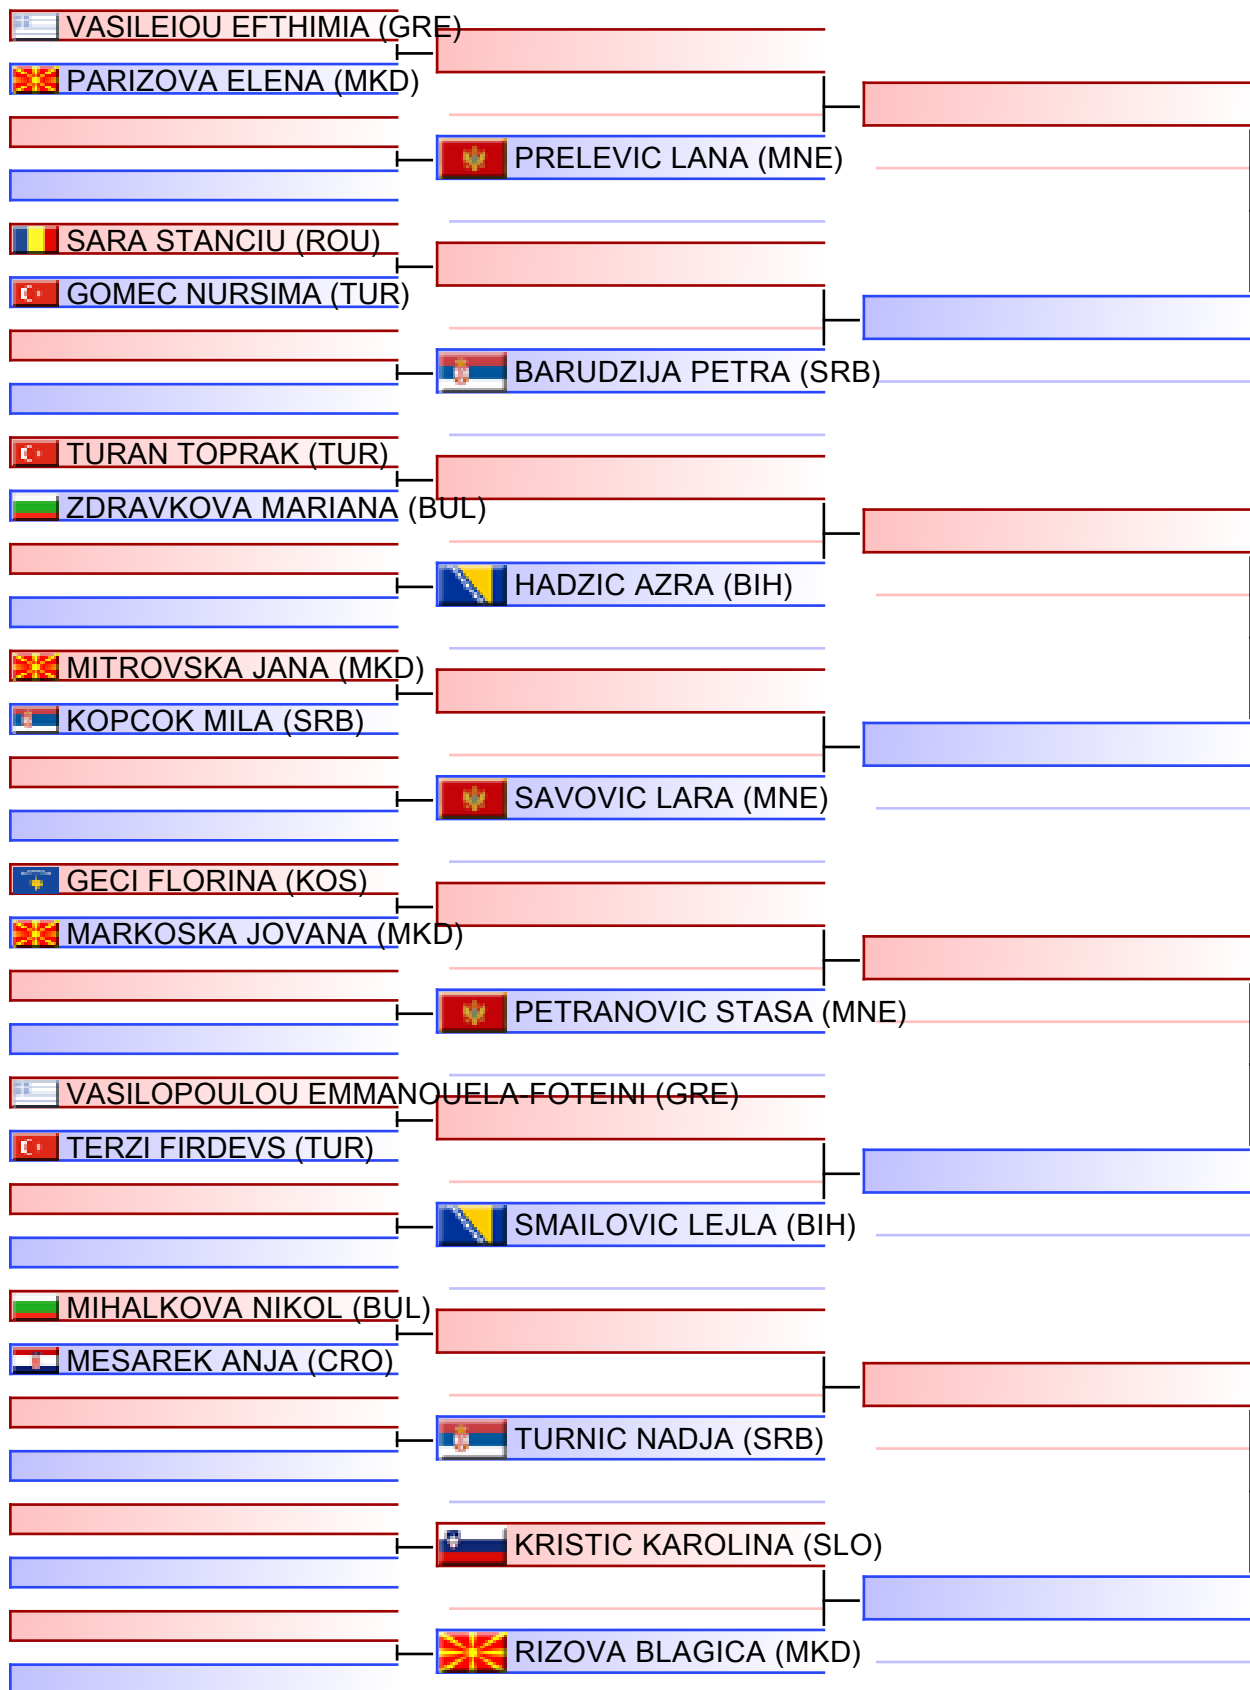 VASILEIOU EFTHIMIA (GRE)
PARIZOVA ELENA (MKD)
PRELEVIC LANA (MNE)
SARA STANCIU (ROU)
GOMEC NURSIMA (TUR)
BARUDZIJA PETRA (SRB)
TURAN TOPRAK (TUR)
ZDRAVKOVA MARIANA (BUL)
HADZIC AZRA (BIH)
MITROVSKA JANA (MKD)
KOPCOK MILA (SRB)
SAVOVIC LARA (MNE)
GECI FLORINA (KOS)
MARKOSKA JOVANA (MKD)
PETRANOVIC STASA (MNE)
VASILOPOULOU EMMANOUELA-FOTEINI (GRE)
TERZI FIRDEVS (TUR)
SMAILOVIC LEJLA (BIH)
MIHALKOVA NIKOL (BUL)
MESAREK ANJA (CRO)
TURNIC NADJA (SRB)
KRISTIC KAROLINA (SLO)
RIZOVA BLAGICA (MKD)